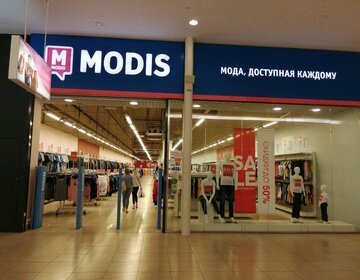 M
MODIS
MODIS
МОДА, ДОСТУПНАЯ КАЖДОМУ
SALE
СКИДКИ ДО 50%